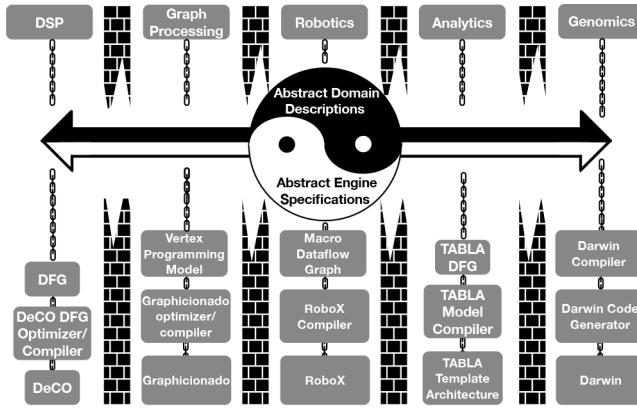 DSP
Graph
Processing
Robotics
Analytics
Genomics
Abstract Domain
Descriptions
Abstract Engine
Specifications
DFG
DeCO DFG
Optimizer/
Compiler
DeCO
Vertex
Programming
Model
Graphicionado
optimizer/
compiler
Graphicionado
Macro
Dataflow
Graph
RoboX
Compiler
RoboX
TABLA
DFG
TABLA
Model
Compiler
TABLA
Template
Architecture
Darwin
Compiler
Darwin Code
Generator
Darwin